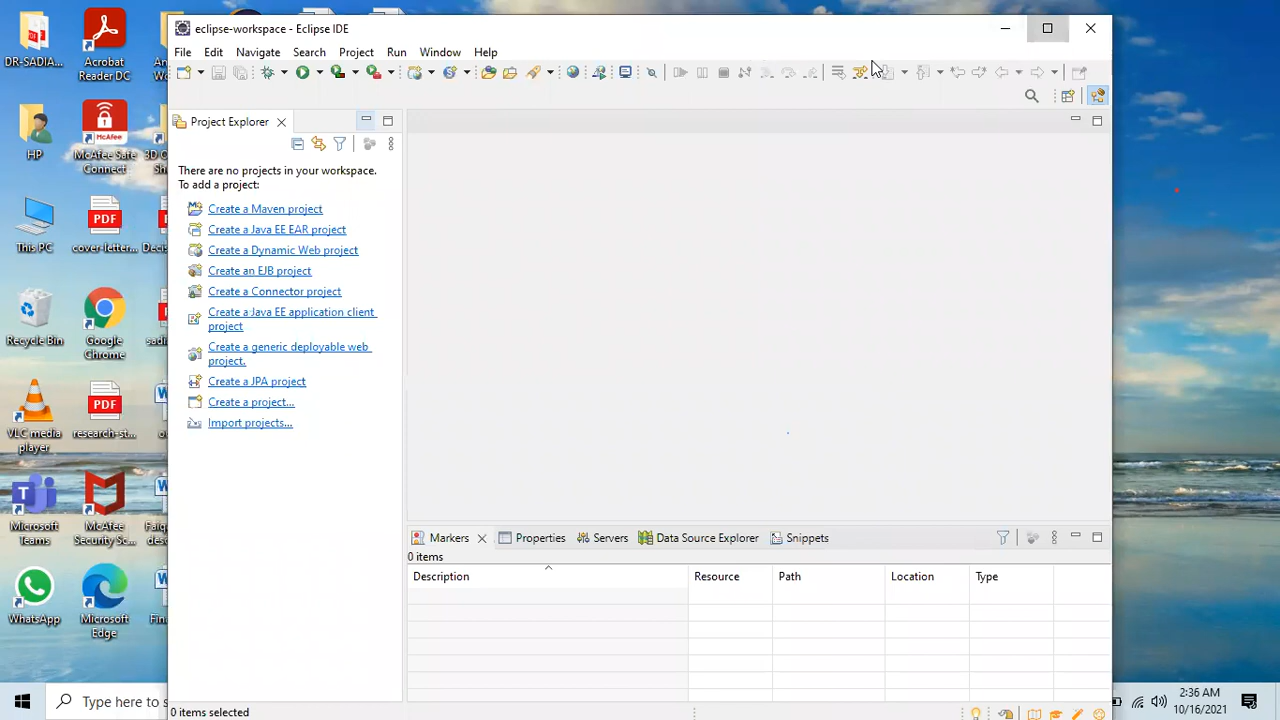 eclipse-workspace - Eclipse IDE
File Edit Navigate Search Project Run Window Help
Project Explorer
There are no projects in your workspace.
To add a project:
Create a Maven project
Create a Java EE EAR project
Create a Dynamic Web project
Create an EJB project
Create a Connector project
Create a Java EE application client
project
Create a generic deployable web
project.
Create a JPA project
Create a project...
Import projects...
Markers Properties Servers Data Source Explorer Snippets
0 items
Description Resource Path Location Type
0 items selected
DR-SADIA...
Acrobat
Reader DC
HP
McAfee Safe
Connect
This PC
PDF
cover-letter...
Recycle Bin
Google
Chrome
VLC media
player
PDF
research-st...
Microsoft
Teams
McAfee
Security Sc...
WhatsApp
Microsoft
Edge
Type here to s
2:36 AM
10/16/2021